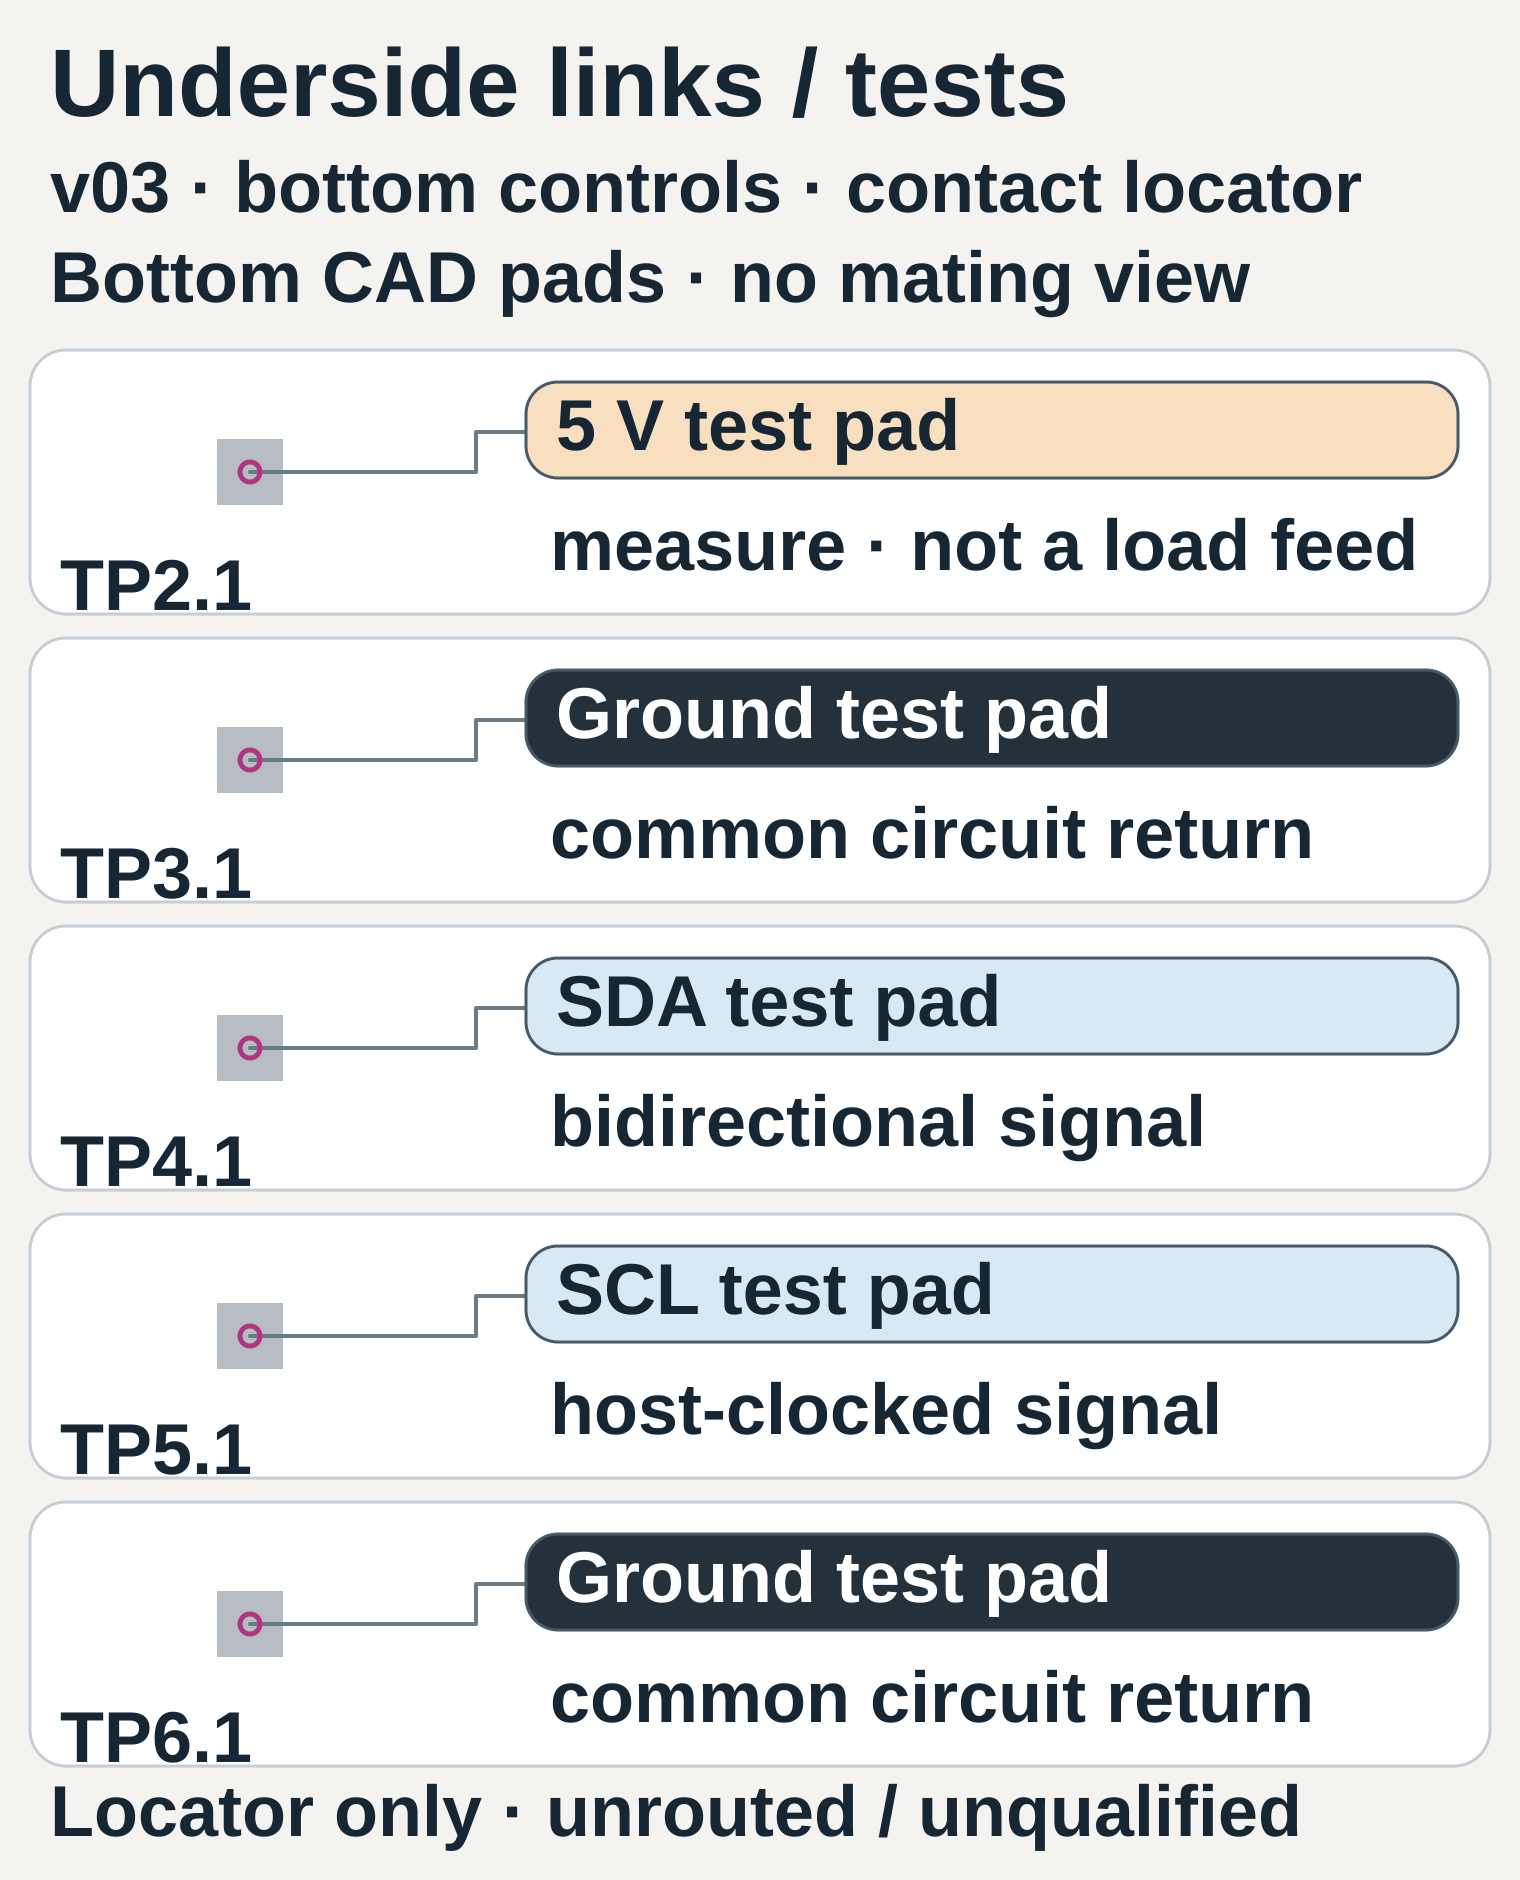 Underside links / tests
v03 · bottom controls · contact locator
Bottom CAD pads · no mating view
5 V test pad
measure · not a load feed
TP2.1
Ground test pad
common circuit return
TP3.1
SDA test pad
bidirectional signal
TP4.1
SCL test pad
host-clocked signal
TP5.1
Ground test pad
common circuit return
TP6.1
Locator only · unrouted / unqualified